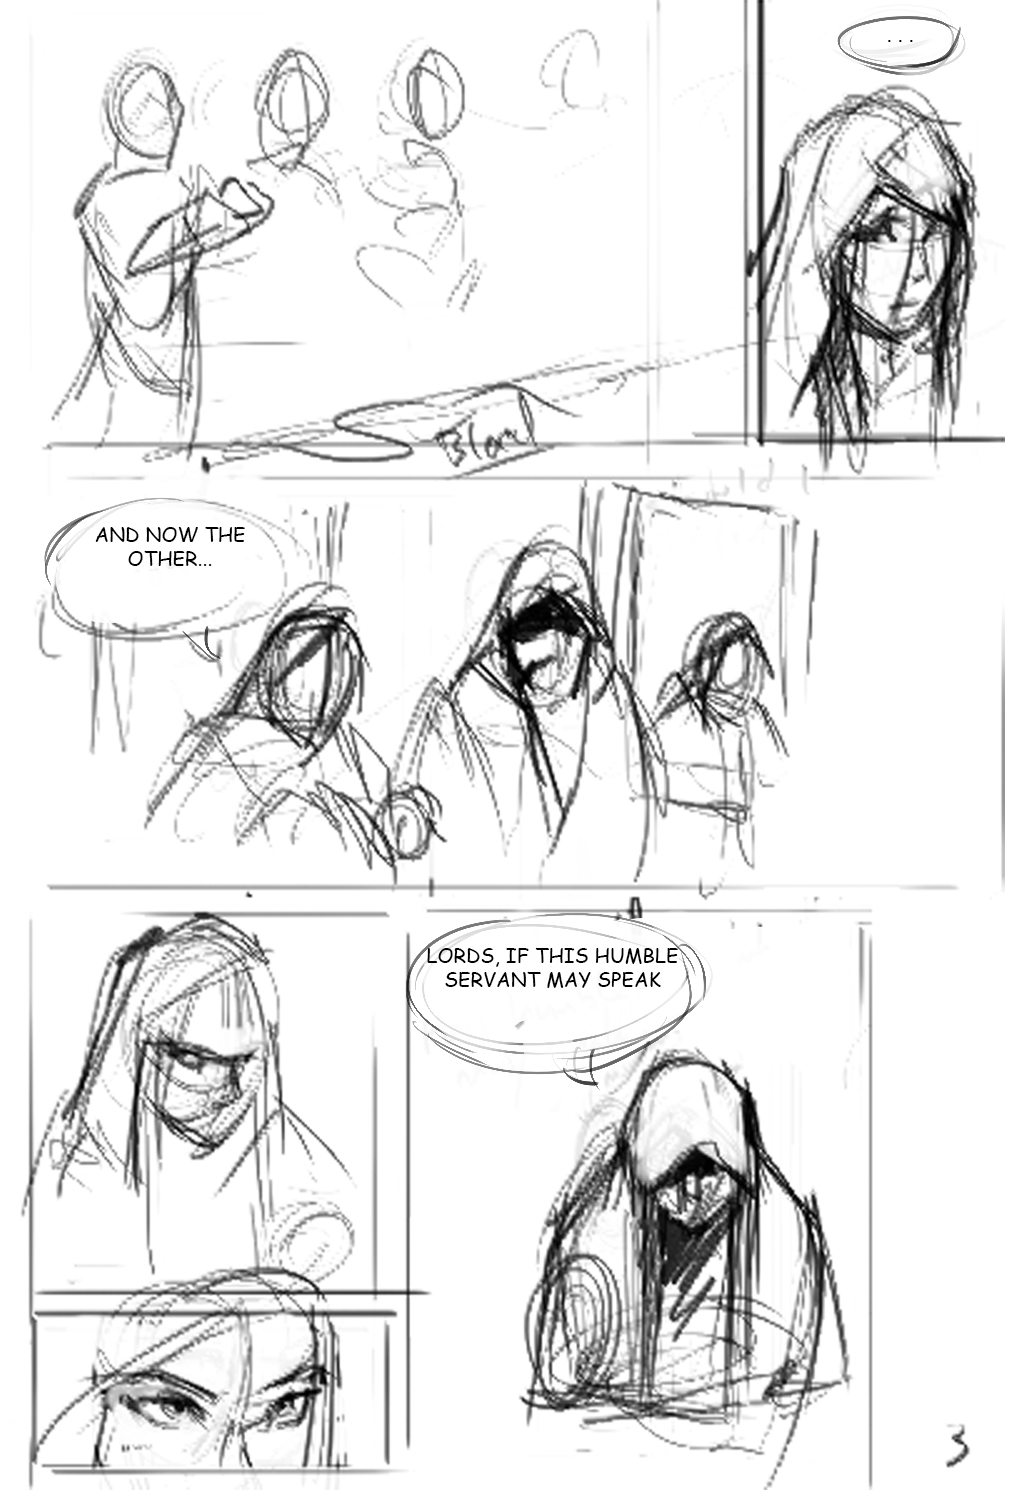 ...
AND NOW THE
OTHER...
LORDS, IF THIS HUMBLE
SERVANT MAY SPEAK
3